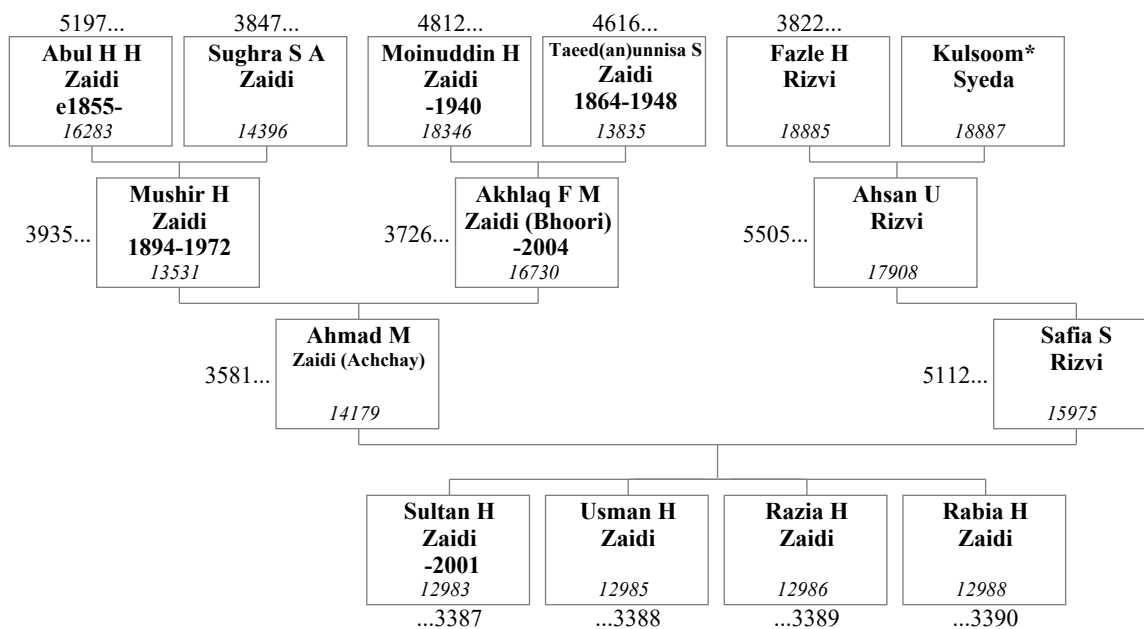 5197...
3847...
4812...
4616...
3822...
Abul H H
Zaidi
e1855-
16283
Sughra S A
Zaidi
14396
Moinuddin H
Zaidi
-1940
18346
Taeed(an)unnisa S
Zaidi
1864-1948
13835
Fazle H
Rizvi
18885
Kulsoom*
Syeda
18887
3935...
Mushir H
Zaidi
1894-1972
13531
3726...
Akhlaq F M
Zaidi (Bhoori)
-2004
16730
5505...
Ahsan U
Rizvi
17908
3581...
Ahmad M
Zaidi (Achchay)
14179
5112...
Safia S
Rizvi
15975
Sultan H
Zaidi
-2001
12983
...3387
Usman H
Zaidi
12985
...3388
Razia H
Zaidi
12986
...3389
Rabia H
Zaidi
12988
...3390